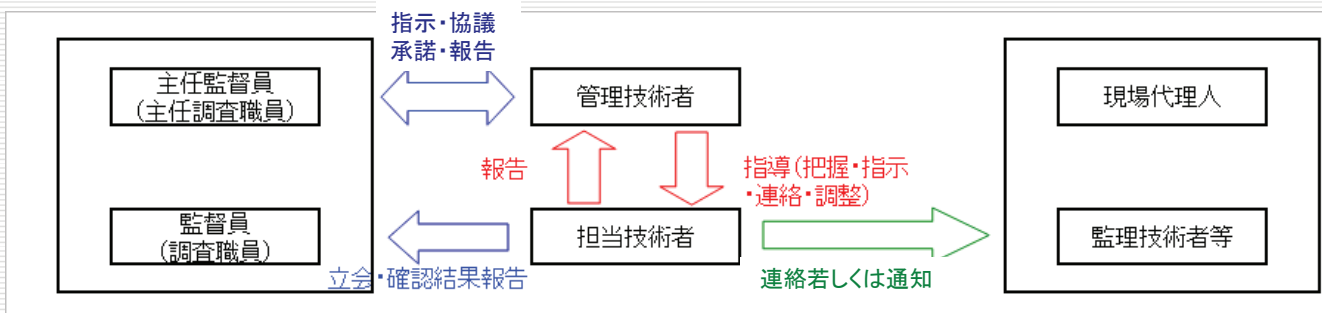 指示・協議
承諾・報告
主任監督員
(主任調査職員)
管理技術者
現場代理人
報告
指導(把握・指示
・連絡・調整)
監督員
(調査職員)
担当技術者
監理技術者等
立会・確認結果報告
連絡若しくは通知